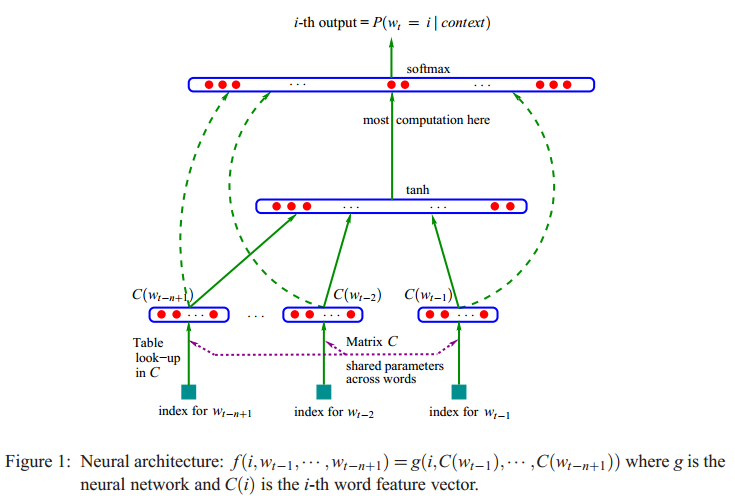 i-th output = P(w_t = i | context)
softmax
... ...
most computation here
tanh
... ...
C(w_{t−n+1}) C(w_{t−2}) C(w_{t−1})
... ... ... ...
Table
look−up
in C
Matrix C
shared parameters
across words
index for w_{t−n+1} index for w_{t−2} index for w_{t−1}
Figure 1: Neural architecture: f(i,w_{t−1},··· ,w_{t−n+1}) = g(i,C(w_{t−1}),··· ,C(w_{t−n+1})) where g is the
neural network and C(i) is the i-th word feature vector.